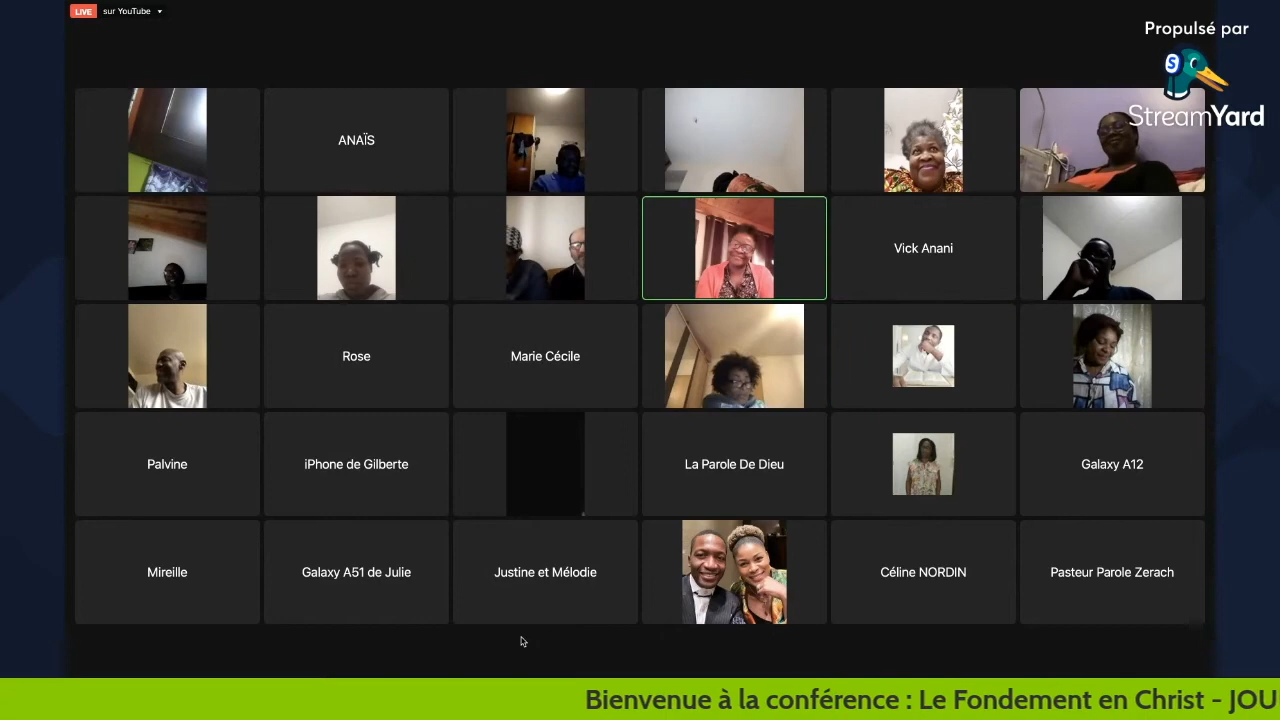 LIVE sur YouTube
Propulsé par
StreamYard
ANAÏS
Vick Anani
Rose
Marie Cécile
Palvine
iPhone de Gilberte
La Parole De Dieu
Galaxy A12
Mireille
Galaxy A51 de Julie
Justine et Mélodie
Céline NORDIN
Pasteur Parole Zerach
Bienvenue à la conférence : Le Fondement en Christ - JOU